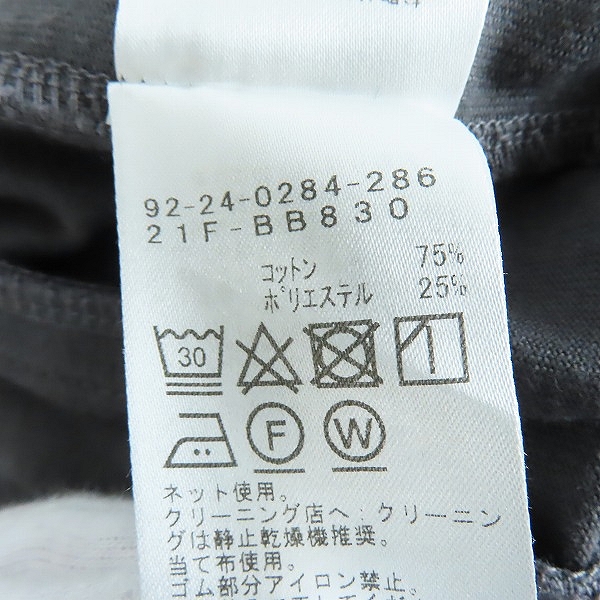 92-24-0284-286
21F-BB830
コットン 75%
ポリエステル 25%
30
F W
ネット使用。
クリーニング店へ:クリーニン
グは静止乾燥機推奨。
当て布使用。
ゴム部分アイロン禁止。